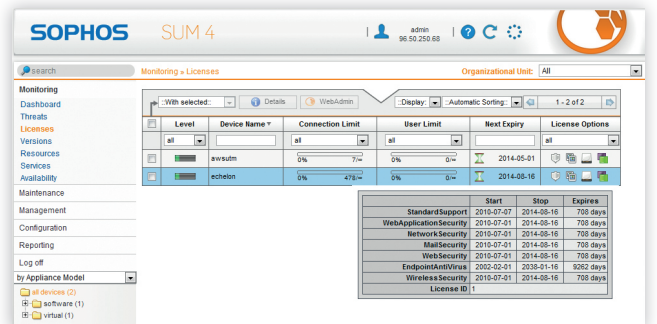 SOPHOS SUM 4 admin
96.50.250.68
search Monitoring » Licenses Organizational Unit: All
Monitoring
Dashboard
Threats
Licenses
Versions
Resources
Services
Availability
Maintenance
Management
Configuration
Reporting
Log off
by Appliance Model
all devices (2)
software (1)
virtual (1)
::With selected:: Details WebAdmin ::Display: ::Automatic Sorting:: 1 - 2 of 2
Level Device Name Connection Limit User Limit Next Expiry License Options
all all all all
awsutm 0% 7/∞ 0% 0/∞ 2014-05-01
echelon 0% 478/∞ 0% 0/∞ 2014-08-16
Start Stop Expires
StandardSupport 2010-07-07 2014-08-16 708 days
WebApplicationSecurity 2010-07-01 2014-08-16 708 days
NetworkSecurity 2010-07-01 2014-08-16 708 days
MailSecurity 2010-07-01 2014-08-16 708 days
WebSecurity 2010-07-01 2014-08-16 708 days
EndpointAntiVirus 2002-02-01 2038-01-16 9262 days
WirelessSecurity 2010-07-01 2014-08-16 708 days
License ID 1